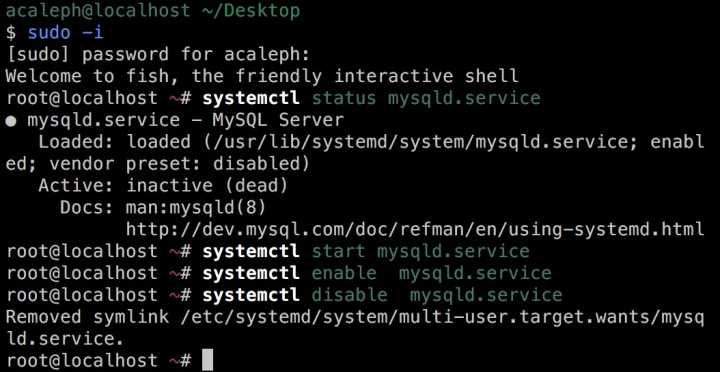 acaleph@localhost ~/Desktop
$ sudo -i
[sudo] password for acaleph:
Welcome to fish, the friendly interactive shell
root@localhost ~# systemctl status mysqld.service
● mysqld.service - MySQL Server
   Loaded: loaded (/usr/lib/systemd/system/mysqld.service; enabl
ed; vendor preset: disabled)
   Active: inactive (dead)
     Docs: man:mysqld(8)
           http://dev.mysql.com/doc/refman/en/using-systemd.html
root@localhost ~# systemctl start mysqld.service
root@localhost ~# systemctl enable  mysqld.service
root@localhost ~# systemctl disable  mysqld.service
Removed symlink /etc/systemd/system/multi-user.target.wants/mysq
ld.service.
root@localhost ~#